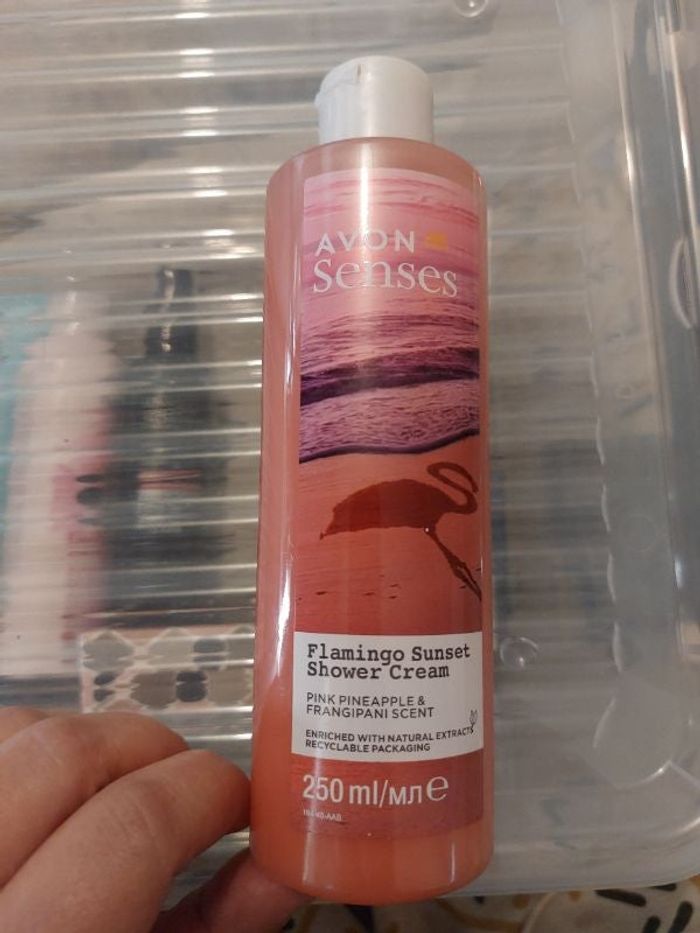 AVON
Senses
Flamingo Sunset
Shower Cream
PINK PINEAPPLE &
FRANGIPANI SCENT
ENRICHED WITH NATURAL EXTRACTS
RECYCLABLE PACKAGING
250 ml/мл e